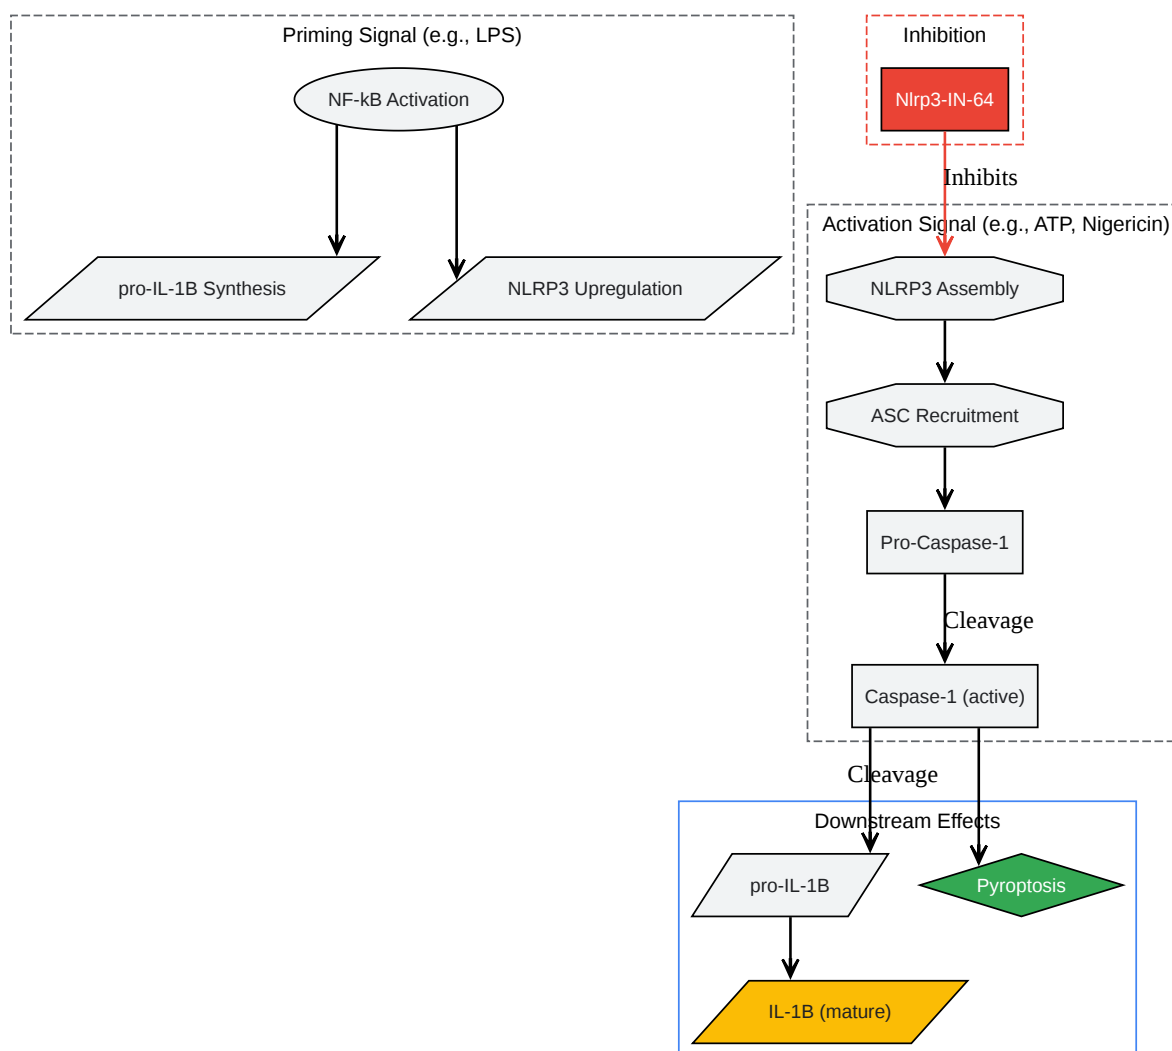 Priming Signal (e.g., LPS)
NF-kB Activation
pro-IL-1B Synthesis
NLRP3 Upregulation
Inhibition
Nlrp3-IN-64
Inhibits
Activation Signal (e.g., ATP, Nigericin)
NLRP3 Assembly
ASC Recruitment
Pro-Caspase-1
Cleavage
Caspase-1 (active)
Cleavage
Downstream Effects
pro-IL-1B
Pyroptosis
IL-1B (mature)